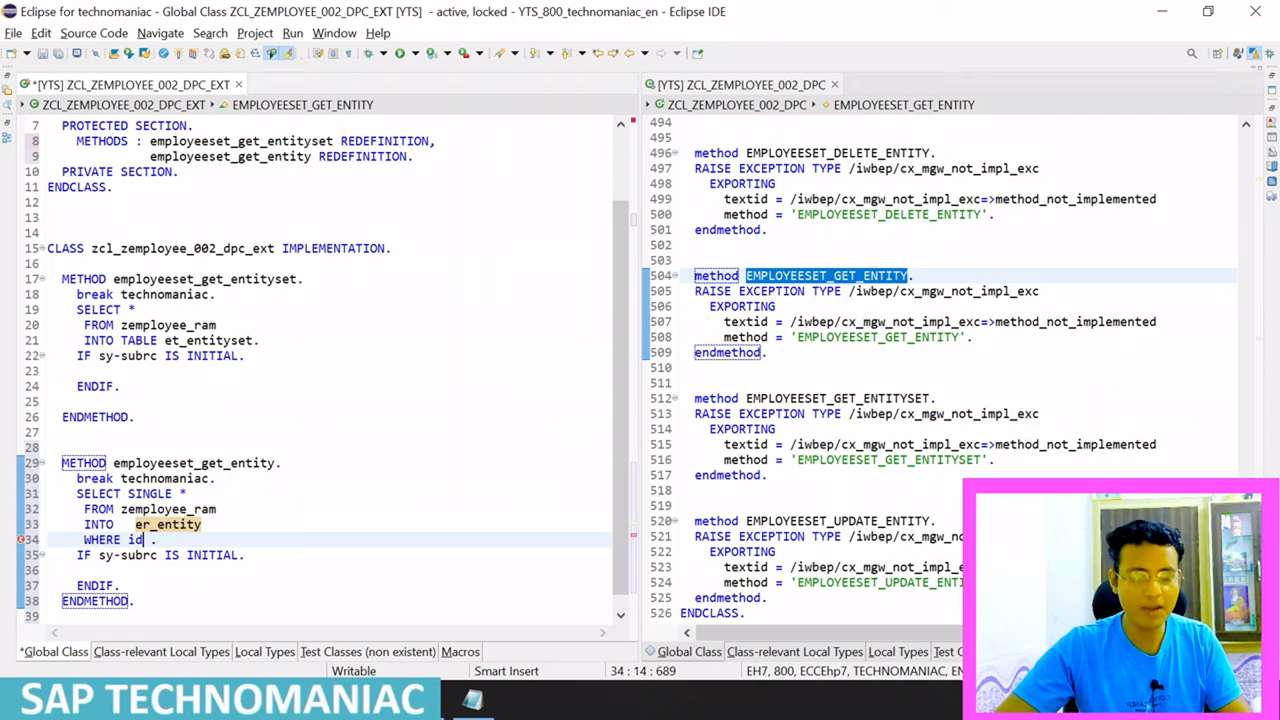 Eclipse for technomaniac - Global Class ZCL_ZEMPLOYEE_002_DPC_EXT [YTS] - active, locked - YTS_800_technomaniac_en - Eclipse IDE
File Edit Source Code Navigate Search Project Run Window Help
*[YTS] ZCL_ZEMPLOYEE_002_DPC_EXT
ZCL_ZEMPLOYEE_002_DPC_EXT EMPLOYEESET_GET_ENTITY
7 PROTECTED SECTION.
8 METHODS : employeeset_get_entityset REDEFINITION,
9 employeeset_get_entity REDEFINITION.
10 PRIVATE SECTION.
11 ENDCLASS.
12
13
14
15 CLASS zcl_zemployee_002_dpc_ext IMPLEMENTATION.
16
17 METHOD employeeset_get_entityset.
18 break technomaniac.
19 SELECT *
20 FROM zemployee_ram
21 INTO TABLE et_entityset.
22 IF sy-subrc IS INITIAL.
23
24 ENDIF.
25
26 ENDMETHOD.
27
28
29 METHOD employeeset_get_entity.
30 break technomaniac.
31 SELECT SINGLE *
32 FROM zemployee_ram
33 INTO er_entity
34 WHERE id .
35 IF sy-subrc IS INITIAL.
36
37 ENDIF.
38 ENDMETHOD.
39
*Global Class Class-relevant Local Types Local Types Test Classes (non existent) Macros
[YTS] ZCL_ZEMPLOYEE_002_DPC
ZCL_ZEMPLOYEE_002_DPC EMPLOYEESET_GET_ENTITY
494
495
496 method EMPLOYEESET_DELETE_ENTITY.
497 RAISE EXCEPTION TYPE /iwbep/cx_mgw_not_impl_exc
498 EXPORTING
499 textid = /iwbep/cx_mgw_not_impl_exc=>method_not_implemented
500 method = 'EMPLOYEESET_DELETE_ENTITY'.
501 endmethod.
502
503
504 method EMPLOYEESET_GET_ENTITY.
505 RAISE EXCEPTION TYPE /iwbep/cx_mgw_not_impl_exc
506 EXPORTING
507 textid = /iwbep/cx_mgw_not_impl_exc=>method_not_implemented
508 method = 'EMPLOYEESET_GET_ENTITY'.
509 endmethod.
510
511
512 method EMPLOYEESET_GET_ENTITYSET.
513 RAISE EXCEPTION TYPE /iwbep/cx_mgw_not_impl_exc
514 EXPORTING
515 textid = /iwbep/cx_mgw_not_impl_exc=>method_not_implemented
516 method = 'EMPLOYEESET_GET_ENTITYSET'.
517 endmethod.
518
519
520 method EMPLOYEESET_UPDATE_ENTITY.
521 RAISE EXCEPTION TYPE /iwbep/cx_mgw_not_impl_exc
522 EXPORTING
523 textid = /iwbep/cx_mgw_not_impl_exc
524 method = 'EMPLOYEESET_UPDATE_ENTI
525 endmethod.
526 ENDCLASS.
Global Class Class-relevant Local Types Local Types Test C
Writable Smart Insert 34 : 14 : 689 EH7, 800, ECCEhp7, TECHNOMANIAC, EN
SAP TECHNOMANIAC